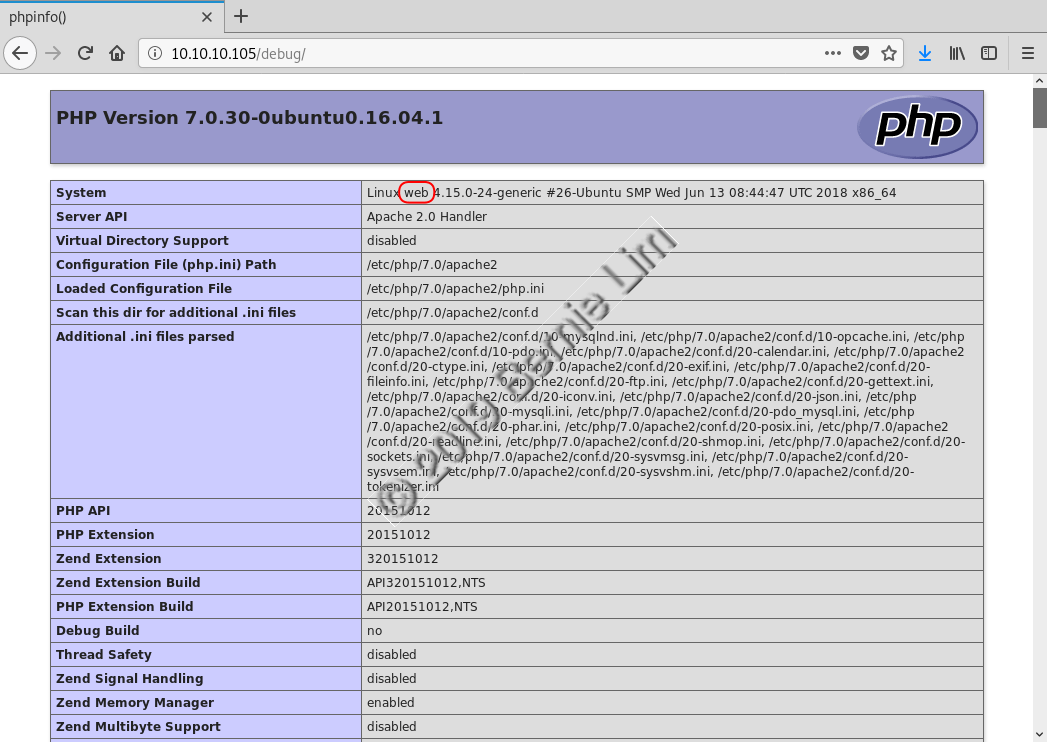 phpinfo()
10.10.10.105/debug/
PHP Version 7.0.30-0ubuntu0.16.04.1
php
System Linux web 4.15.0-24-generic #26-Ubuntu SMP Wed Jun 13 08:44:47 UTC 2018 x86_64
Server API Apache 2.0 Handler
Virtual Directory Support disabled
Configuration File (php.ini) Path /etc/php/7.0/apache2
Loaded Configuration File /etc/php/7.0/apache2/php.ini
Scan this dir for additional .ini files /etc/php/7.0/apache2/conf.d
Additional .ini files parsed /etc/php/7.0/apache2/conf.d/10-mysqlnd.ini, /etc/php/7.0/apache2/conf.d/10-opcache.ini, /etc/php
/7.0/apache2/conf.d/10-pdo.ini, /etc/php/7.0/apache2/conf.d/20-calendar.ini, /etc/php/7.0/apache2
/conf.d/20-ctype.ini, /etc/php/7.0/apache2/conf.d/20-exif.ini, /etc/php/7.0/apache2/conf.d/20-
fileinfo.ini, /etc/php/7.0/apache2/conf.d/20-ftp.ini, /etc/php/7.0/apache2/conf.d/20-gettext.ini,
/etc/php/7.0/apache2/conf.d/20-iconv.ini, /etc/php/7.0/apache2/conf.d/20-json.ini, /etc/php
/7.0/apache2/conf.d/20-mysqli.ini, /etc/php/7.0/apache2/conf.d/20-pdo_mysql.ini, /etc/php
/7.0/apache2/conf.d/20-phar.ini, /etc/php/7.0/apache2/conf.d/20-posix.ini, /etc/php/7.0/apache2
/conf.d/20-readline.ini, /etc/php/7.0/apache2/conf.d/20-shmop.ini, /etc/php/7.0/apache2/conf.d/20-
sockets.ini, /etc/php/7.0/apache2/conf.d/20-sysvmsg.ini, /etc/php/7.0/apache2/conf.d/20-
sysvsem.ini, /etc/php/7.0/apache2/conf.d/20-sysvshm.ini, /etc/php/7.0/apache2/conf.d/20-
tokenizer.ini
PHP API 20151012
PHP Extension 20151012
Zend Extension 320151012
Zend Extension Build API320151012,NTS
PHP Extension Build API20151012,NTS
Debug Build no
Thread Safety disabled
Zend Signal Handling disabled
Zend Memory Manager enabled
Zend Multibyte Support disabled
© 2019 Bernie Lim